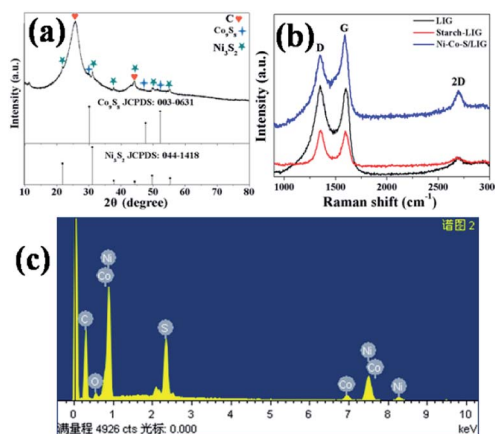 (a)
C
Co₉S₈
Ni₃S₂
Co₉S₈ JCPDS: 003-0631
Ni₃S₂ JCPDS: 044-1418
Intensity (a.u.)
10 20 30 40 50 60 70 80
2θ (degree)
(b)
LIG
Starch-LIG
Ni-Co-S/LIG
D
G
2D
Intensity (a.u.)
1000 1500 2000 2500 3000
Raman shift (cm⁻¹)
(c)
谱图 2
Ni
Co
C
O
S
Ni
Co
Co
Ni
0 1 2 3 4 5 6 7 8 9 10
满量程 4926 cts 光标: 0.000
keV